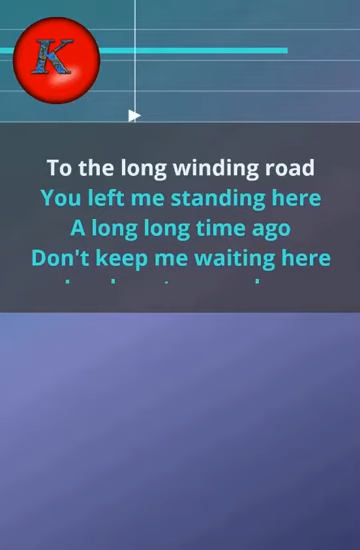 K
To the long winding road
You left me standing here
A long long time ago
Don't keep me waiting here